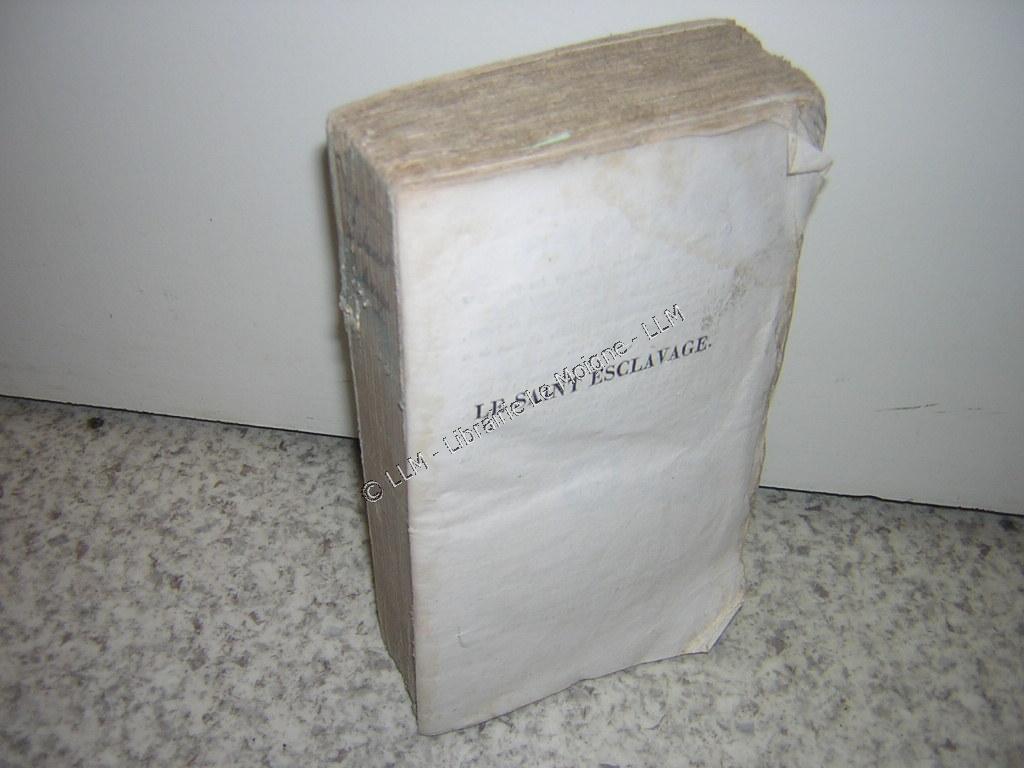 LE SAINT ESCLAVAGE.
© LLM - Librairie Le Moigne - LLM